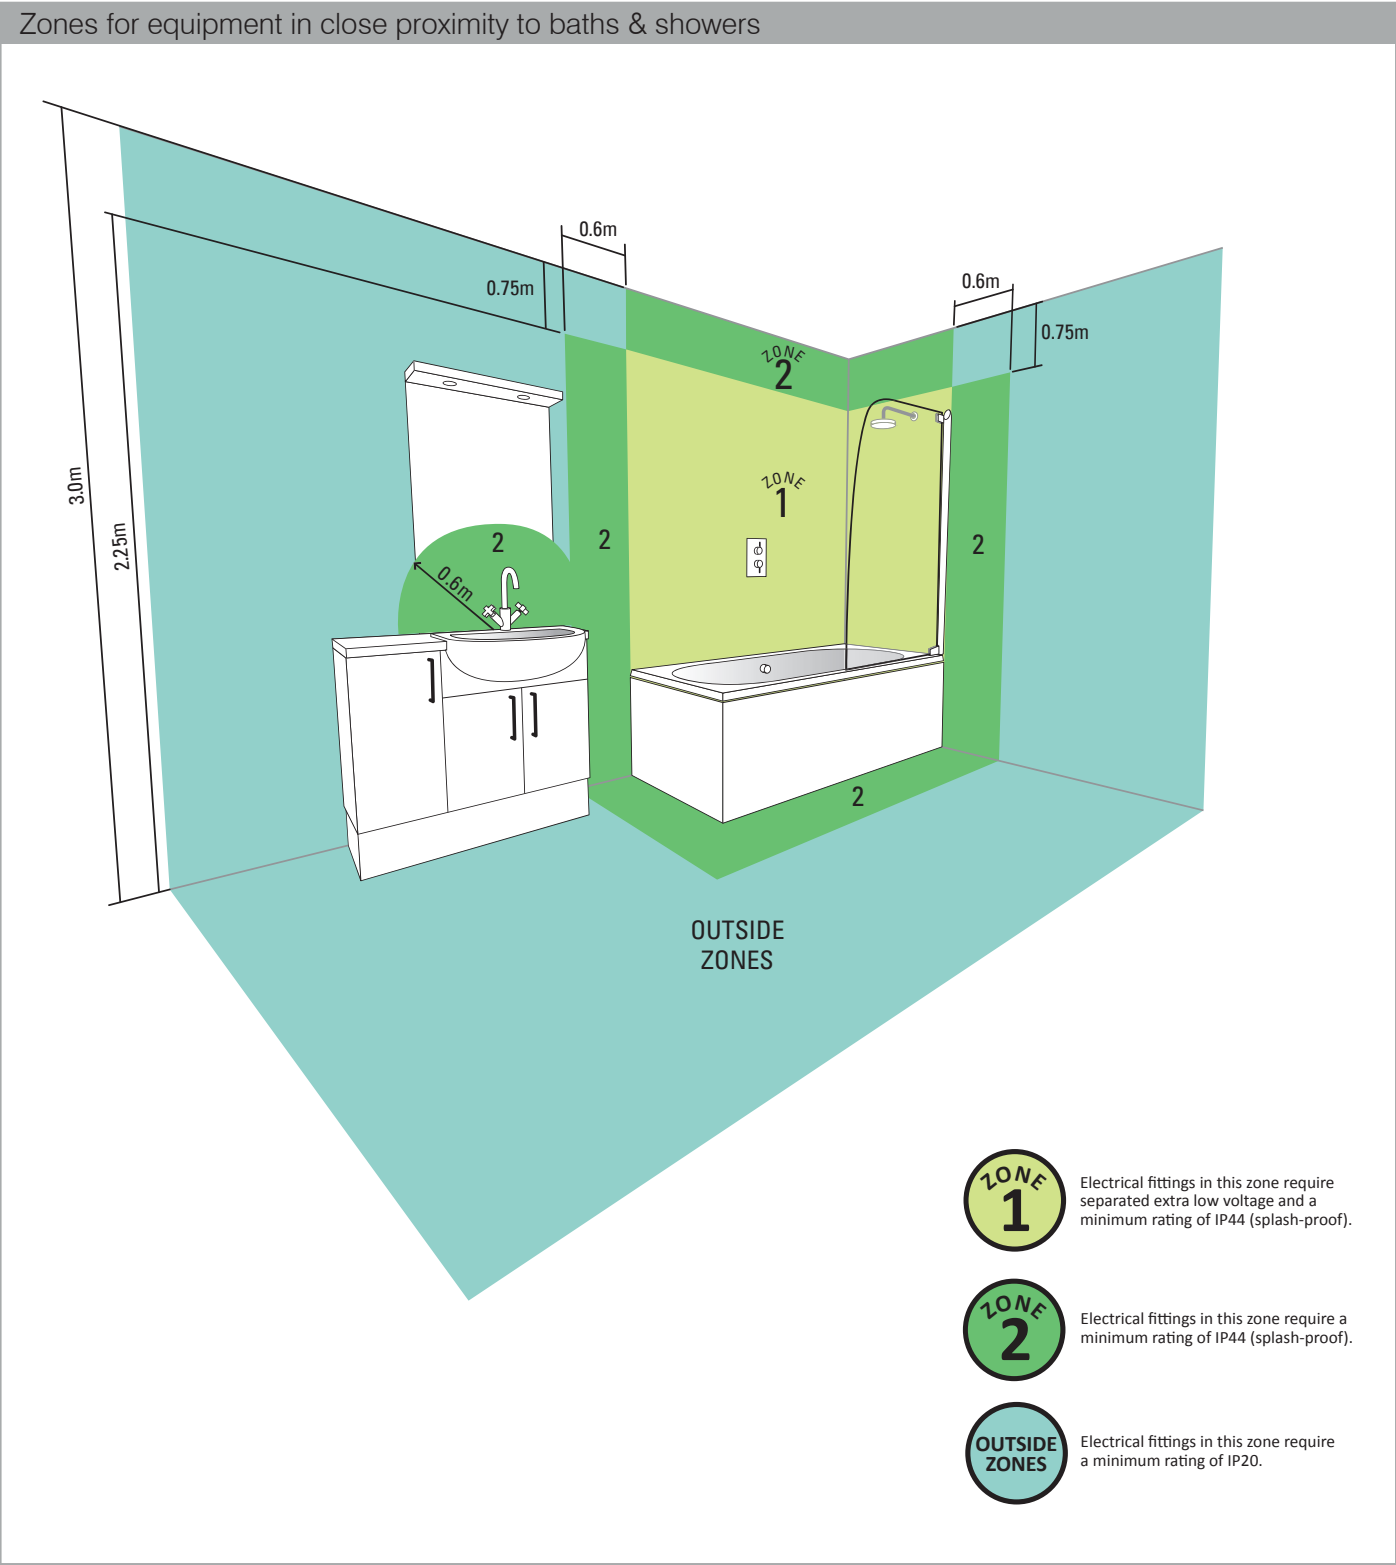 Zones for equipment in close proximity to baths & showers
0.6m
0.75m
0.6m
0.75m
ZONE
2
3.0m
2.25m
ZONE
1
2
2
2
0.6m
2
OUTSIDE
ZONES
ZONE
1
Electrical fittings in this zone require
separated extra low voltage and a
minimum rating of IP44 (splash-proof).
ZONE
2
Electrical fittings in this zone require a
minimum rating of IP44 (splash-proof).
OUTSIDE
ZONES
Electrical fittings in this zone require
a minimum rating of IP20.